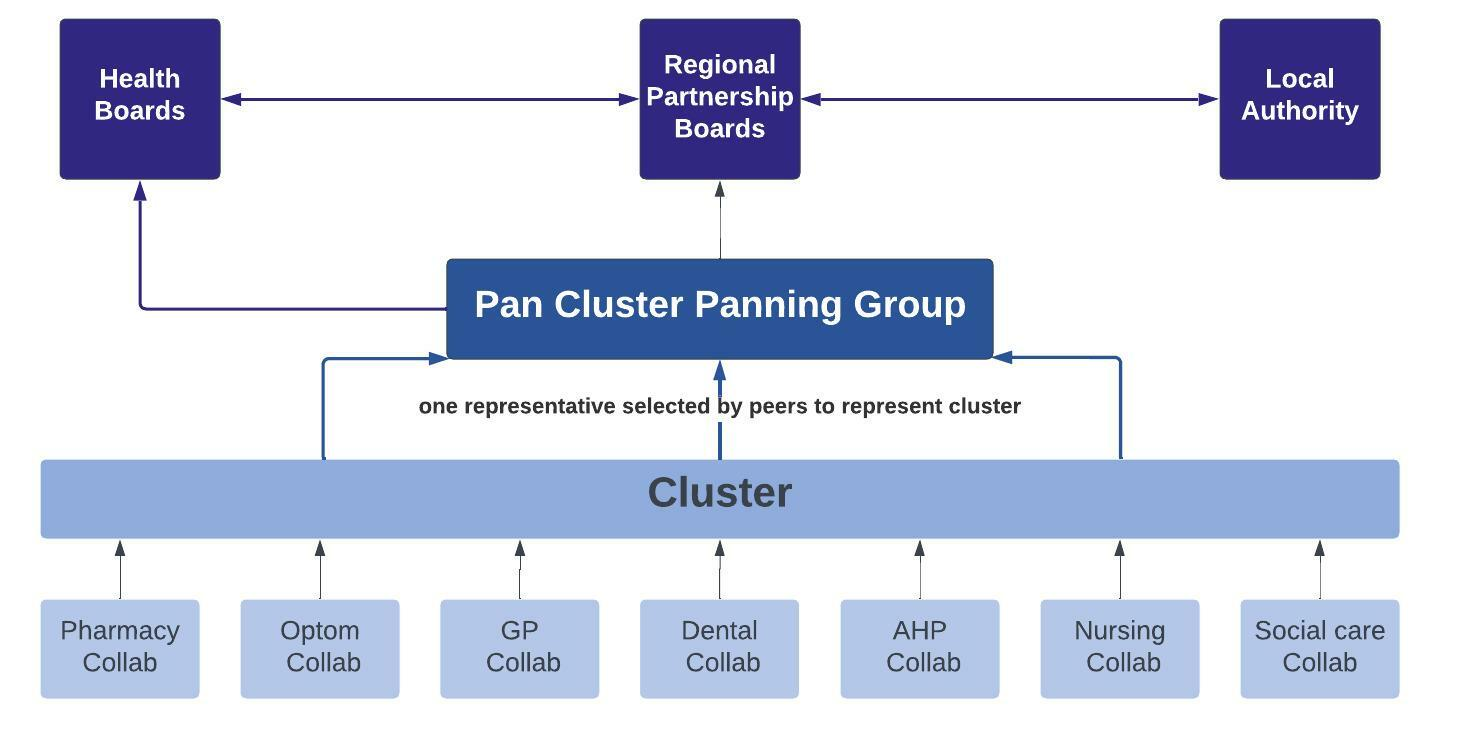 Health
Boards
Regional
Partnership
Boards
Local
Authority
Pan Cluster Panning Group
one representative selected by peers to represent cluster
Cluster
Pharmacy
Collab
Optom
Collab
GP
Collab
Dental
Collab
AHP
Collab
Nursing
Collab
Social care
Collab